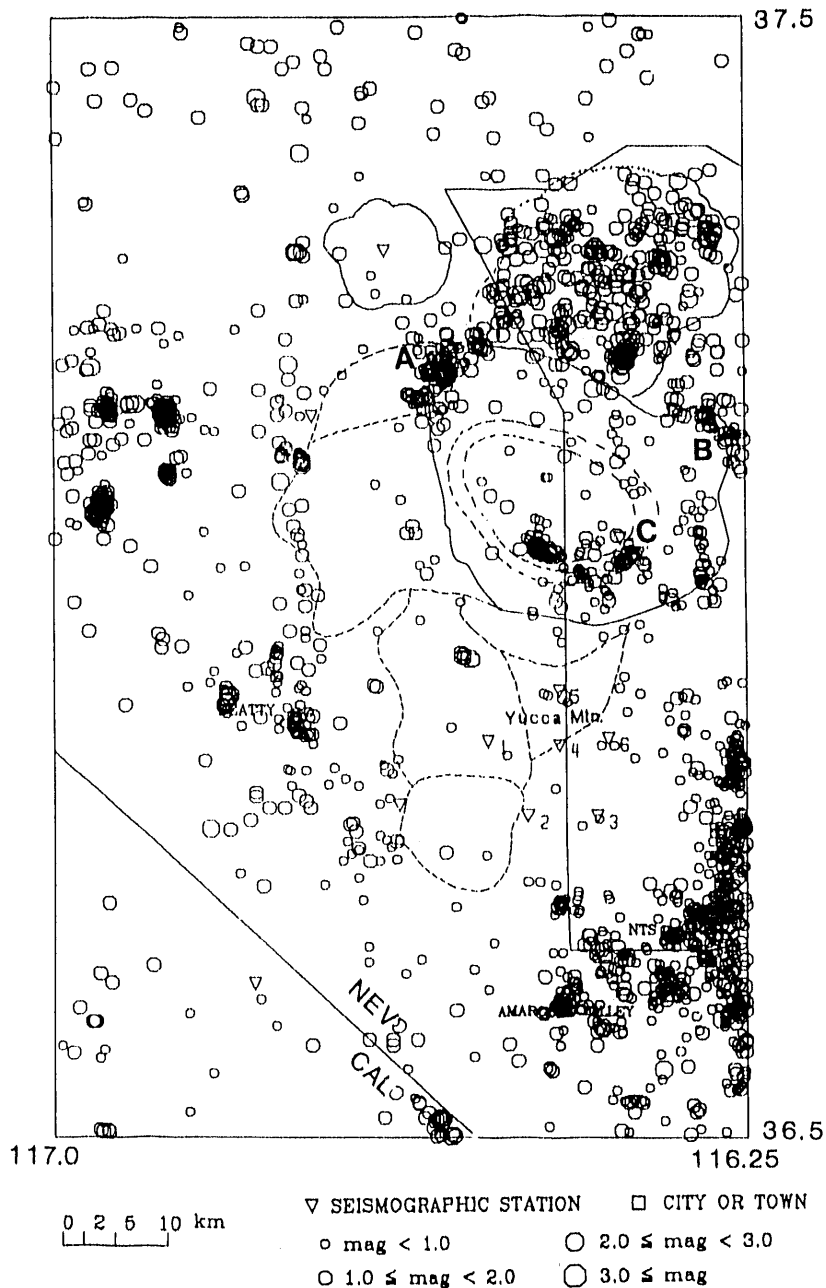 37.5
A
B
C
5
BEATTY
Yucca Mtn.
1
4
6
2
3
NTS
AMARGOSA VALLEY
NEV
CAL
36.5
117.0
116.25
▽ SEISMOGRAPHIC STATION □ CITY OR TOWN
0 2 5 10 km
○ mag < 1.0 ○ 2.0 ≤ mag < 3.0
○ 1.0 ≤ mag < 2.0 ○ 3.0 ≤ mag